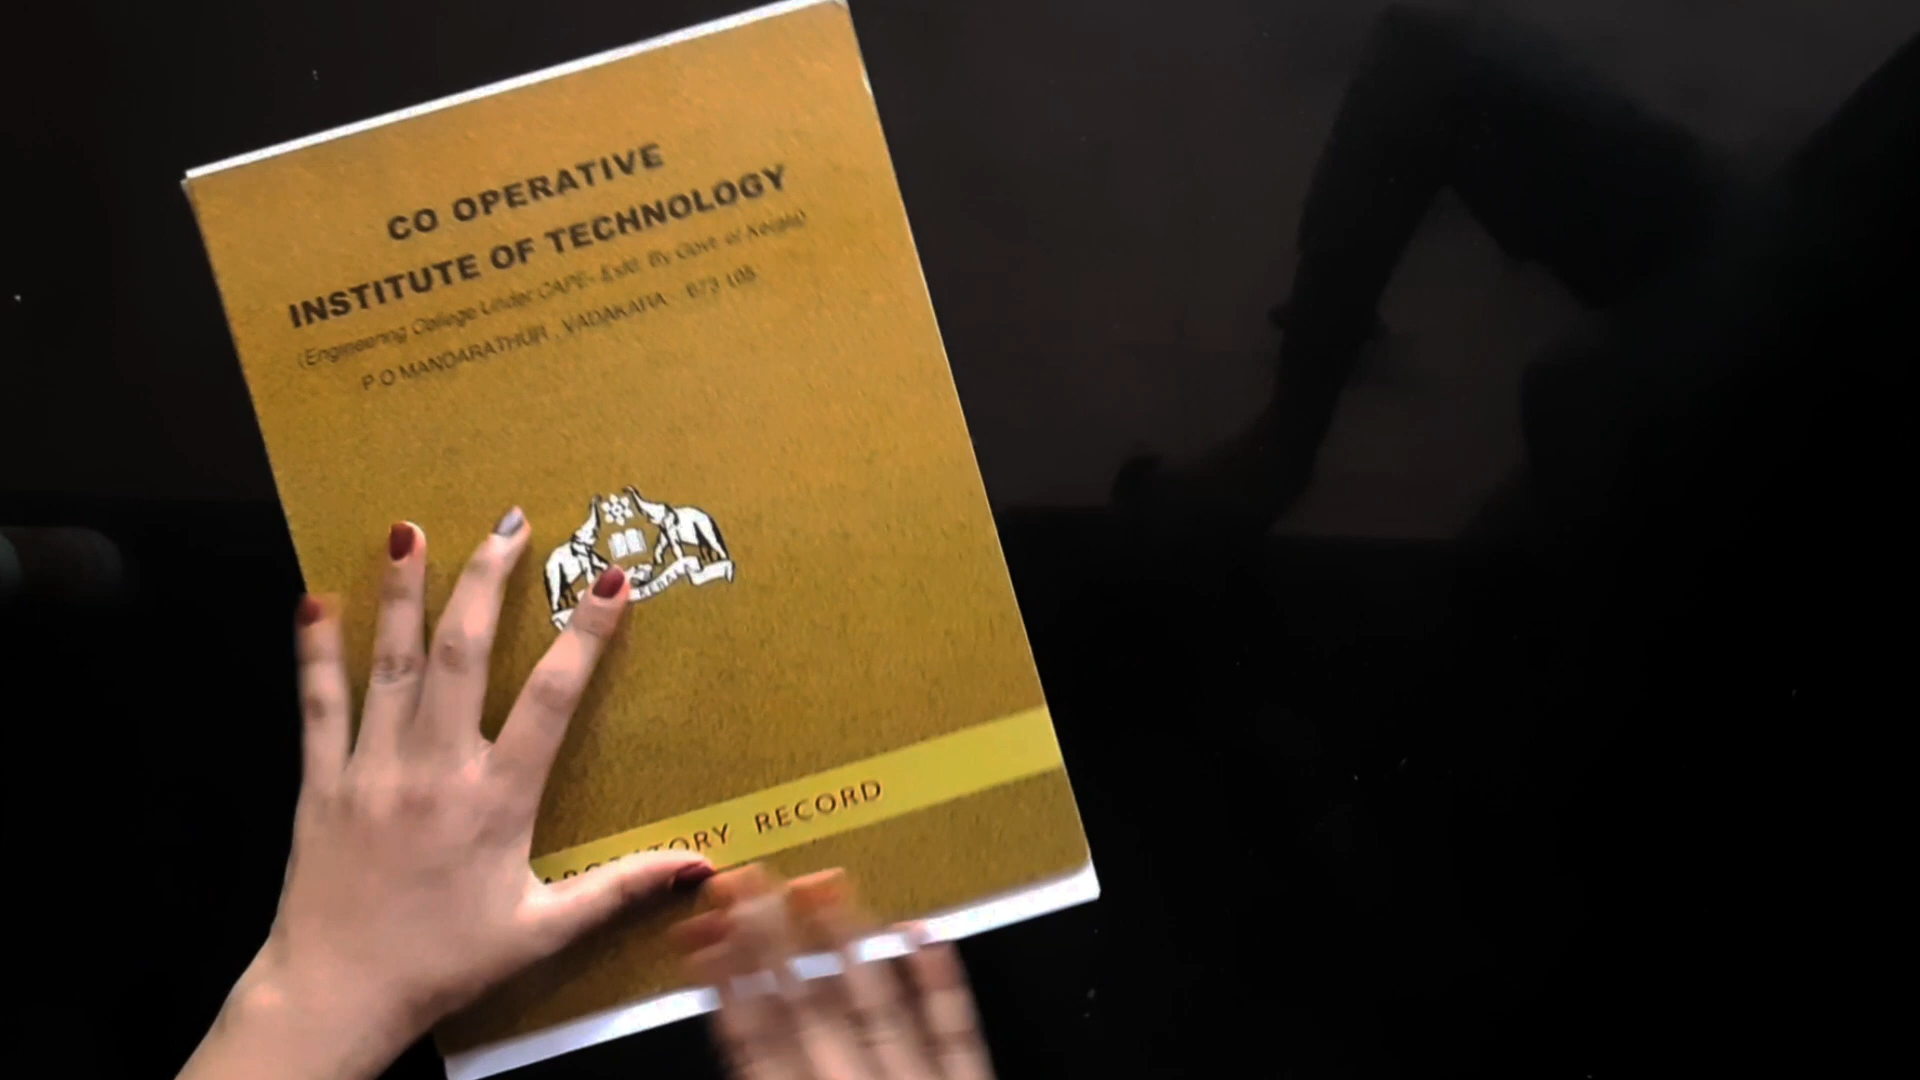 CO OPERATIVE
INSTITUTE OF TECHNOLOGY
(Engineering College Under CAPE- Estd. By Govt. of Kerala)
P O MANDARATHUR , VADAKARA - 673 105
RECORD